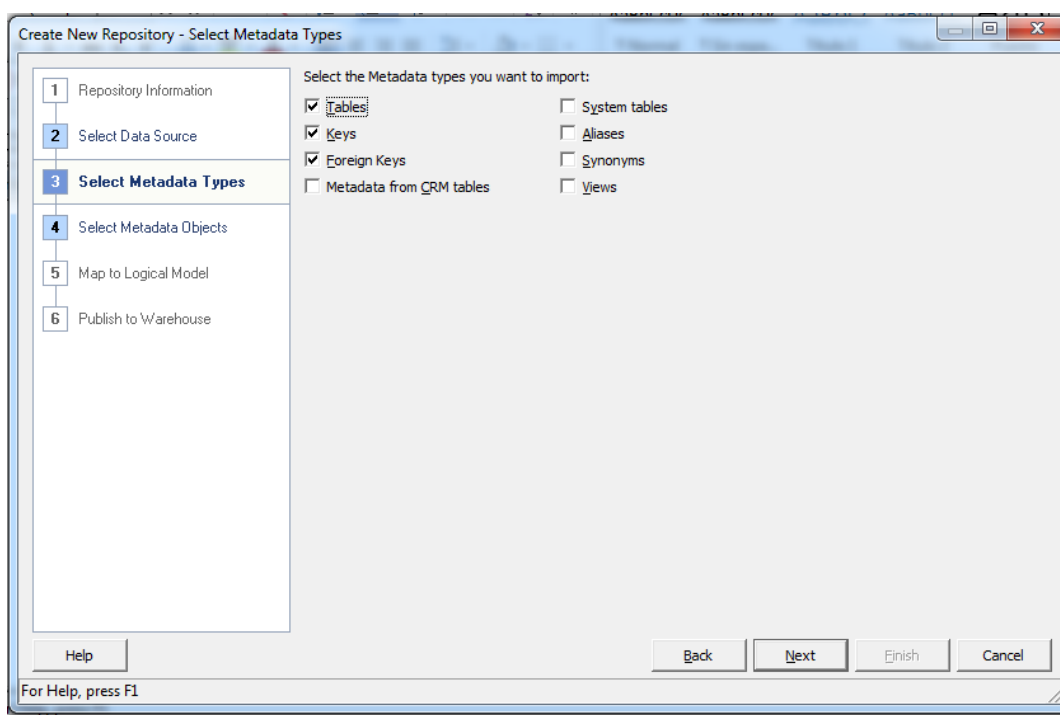 Create New Repository - Select Metadata Types
1 Repository Information
2 Select Data Source
3 Select Metadata Types
4 Select Metadata Objects
5 Map to Logical Model
6 Publish to Warehouse
Select the Metadata types you want to import:
Tables
System tables
Keys
Aliases
Foreign Keys
Synonyms
Metadata from CRM tables
Views
Help
Back
Next
Finish
Cancel
For Help, press F1